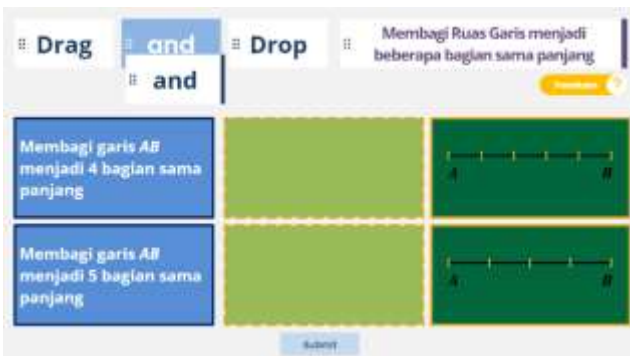 Drag
and
Drop
Membagi Ruas Garis menjadi
beberapa bagian sama panjang
and
?
Membagi garis AB
menjadi 4 bagian sama
panjang
A B
Membagi garis AB
menjadi 5 bagian sama
panjang
A B
Submit